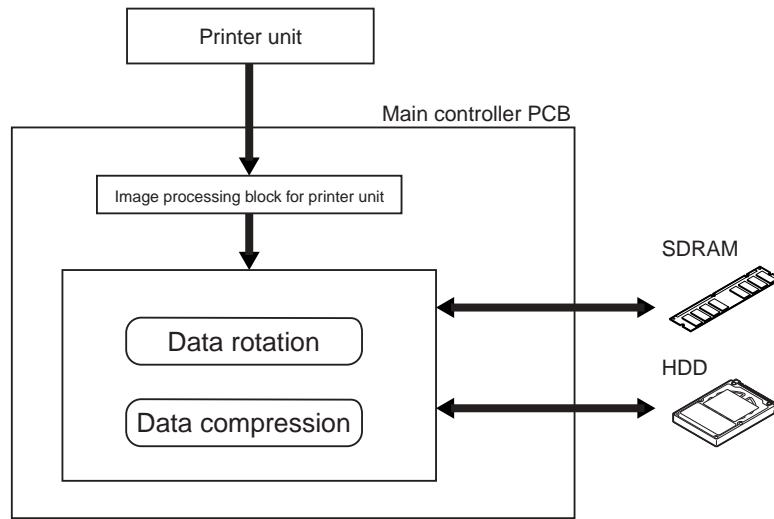 Printer unit
Main controller PCB
Image processing block for printer unit
SDRAM
Data rotation
HDD
Data compression